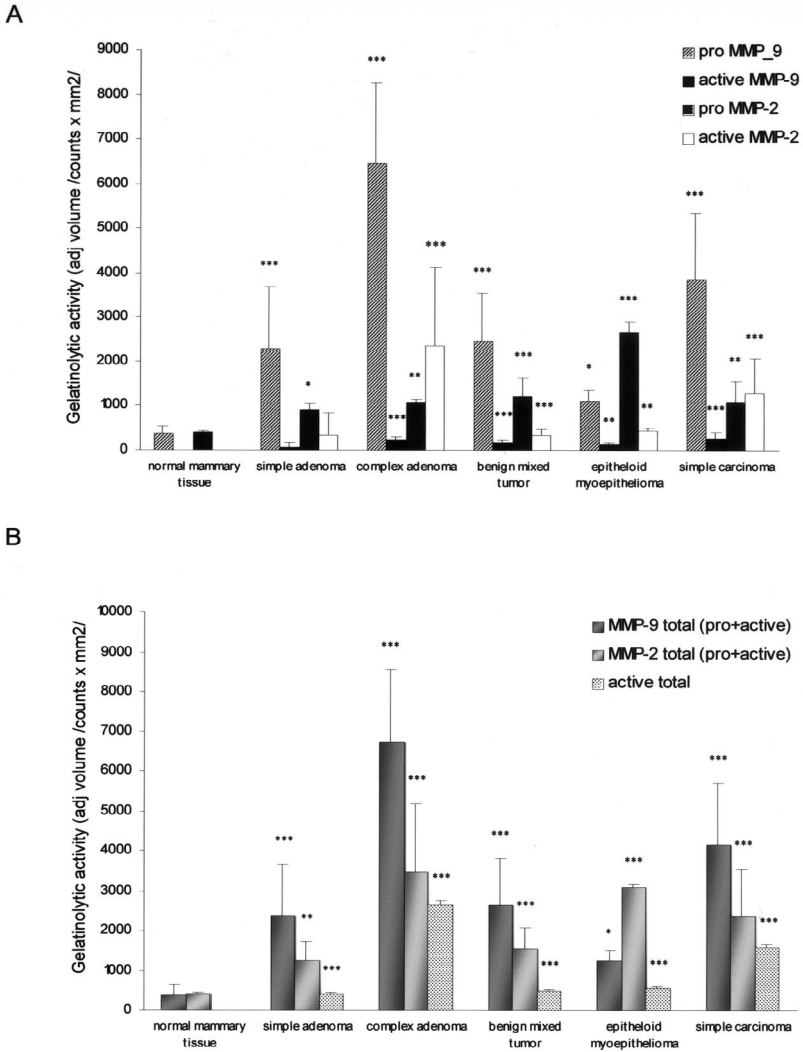 A
Gelatinolytic activity (adj volume /counts x mm2/
9000
8000
7000
6000
5000
4000
3000
2000
1000
0
pro MMP_9
active MMP-9
pro MMP-2
active MMP-2
***
***
*
***
***
**
***
***
***
***
***
*
**
***
**
***
***
**
***
normal mammary tissue
simple adenoma
complex adenoma
benign mixed tumor
epitheloid myoepithelioma
simple carcinoma
B
Gelatinolytic activity (adj volume /counts x mm2/
10000
9000
8000
7000
6000
5000
4000
3000
2000
1000
0
MMP-9 total (pro+active)
MMP-2 total (pro+active)
active total
***
**
***
***
***
***
***
***
***
*
***
***
***
***
***
normal mammary tissue
simple adenoma
complex adenoma
benign mixed tumor
epitheloid myoepithelioma
simple carcinoma